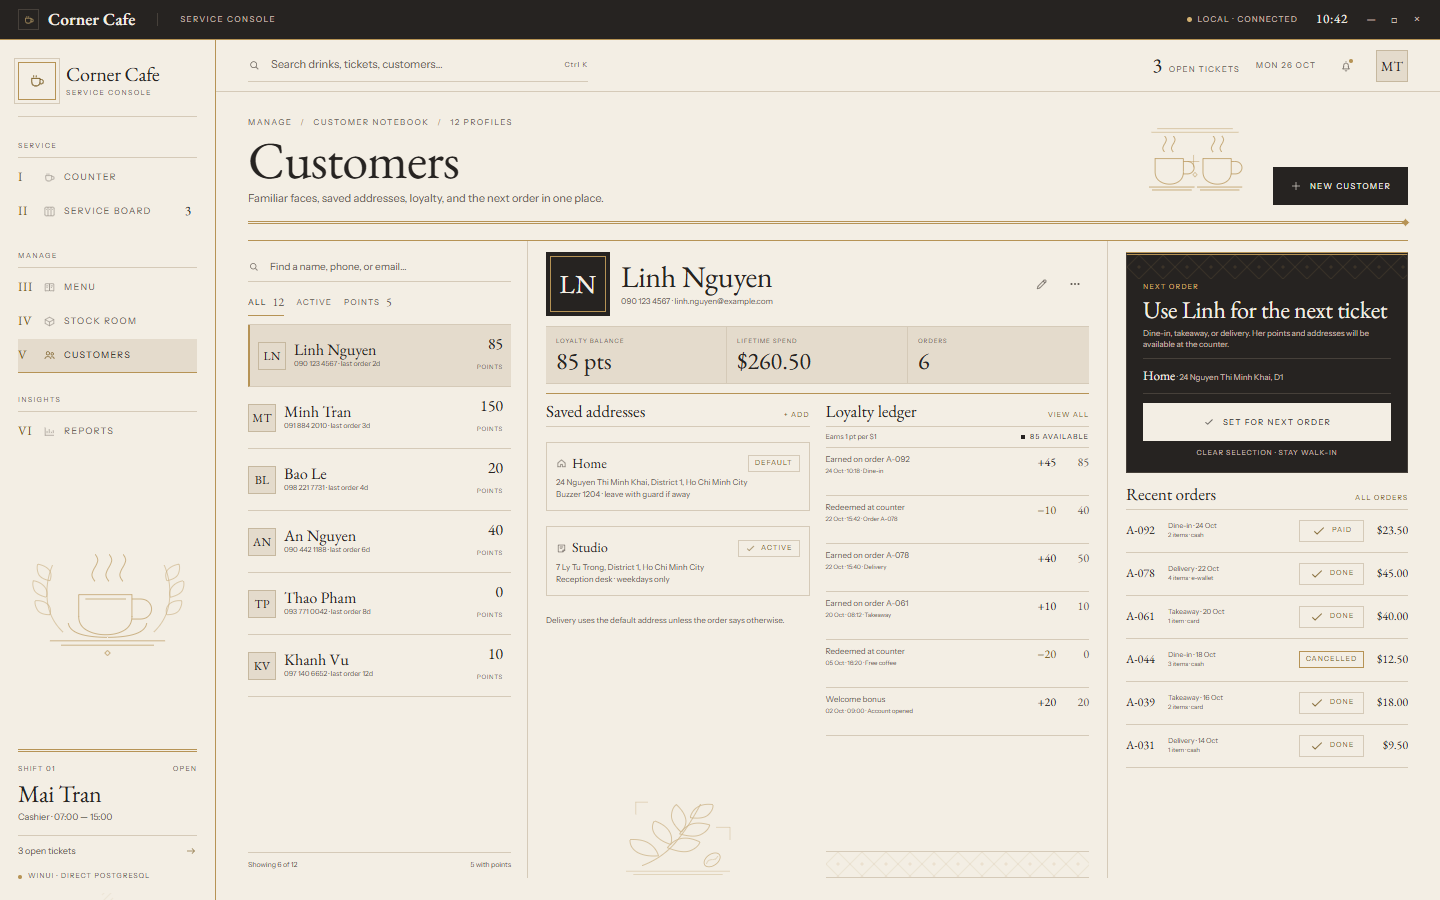 Corner Cafe
SERVICE CONSOLE
LOCAL · CONNECTED
10:42
Corner Cafe
SERVICE CONSOLE
SERVICE
I COUNTER
II SERVICE BOARD 3
MANAGE
III MENU
IV STOCK ROOM
V CUSTOMERS
INSIGHTS
VI REPORTS
SHIFT 01 OPEN
Mai Tran
Cashier · 07:00 — 15:00
3 open tickets
WINUI · DIRECT POSTGRESQL
Search drinks, tickets, customers... Ctrl K
3 OPEN TICKETS
MON 26 OCT
MT
MANAGE / CUSTOMER NOTEBOOK / 12 PROFILES
Customers
Familiar faces, saved addresses, loyalty, and the next order in one place.
NEW CUSTOMER
Find a name, phone, or email...
ALL 12 ACTIVE POINTS 5
LN Linh Nguyen 85
090 123 4567 · last order 2d POINTS
MT Minh Tran 150
091 884 2010 · last order 3d POINTS
BL Bao Le 20
098 221 7731 · last order 4d POINTS
AN An Nguyen 40
090 442 1188 · last order 6d POINTS
TP Thao Pham 0
093 771 0042 · last order 8d POINTS
KV Khanh Vu 10
097 140 6652 · last order 12d POINTS
Showing 6 of 12 5 with points
LN
Linh Nguyen
090 123 4567 · linh.nguyen@example.com
LOYALTY BALANCE
85 pts
LIFETIME SPEND
$260.50
ORDERS
6
Saved addresses + ADD
Home DEFAULT
24 Nguyen Thi Minh Khai, District 1, Ho Chi Minh City
Buzzer 1204 · leave with guard if away
Studio ACTIVE
7 Ly Tu Trong, District 1, Ho Chi Minh City
Reception desk · weekdays only
Delivery uses the default address unless the order says otherwise.
Loyalty ledger VIEW ALL
Earns 1 pt per $1 85 AVAILABLE
Earned on order A-092 +45 85
24 Oct · 10:18 · Dine-in
Redeemed at counter −10 40
22 Oct · 15:42 · Order A-078
Earned on order A-078 +40 50
22 Oct · 15:40 · Delivery
Earned on order A-061 +10 10
20 Oct · 08:12 · Takeaway
Redeemed at counter −20 0
05 Oct · 16:20 · Free coffee
Welcome bonus +20 20
02 Oct · 09:00 · Account opened
NEXT ORDER
Use Linh for the next ticket
Dine-in, takeaway, or delivery. Her points and addresses will be
available at the counter.
Home · 24 Nguyen Thi Minh Khai, D1
SET FOR NEXT ORDER
CLEAR SELECTION · STAY WALK-IN
Recent orders ALL ORDERS
A-092 Dine-in · 24 Oct PAID $23.50
2 items · cash
A-078 Delivery · 22 Oct DONE $45.00
4 items · e-wallet
A-061 Takeaway · 20 Oct DONE $40.00
1 item · card
A-044 Dine-in · 18 Oct CANCELLED $12.50
3 items · cash
A-039 Takeaway · 16 Oct DONE $18.00
2 items · card
A-031 Delivery · 14 Oct DONE $9.50
1 item · cash